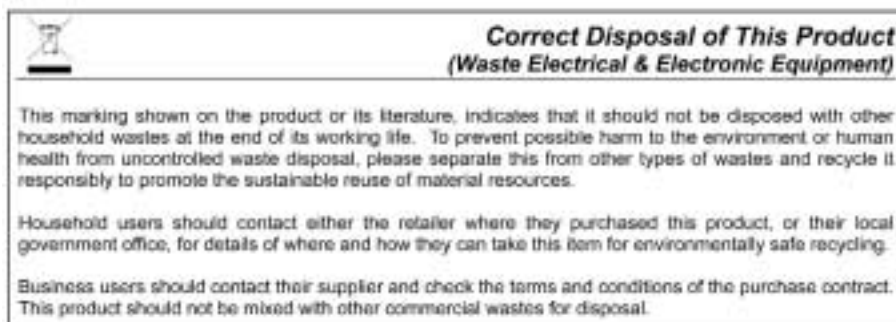 Correct Disposal of This Product
(Waste Electrical & Electronic Equipment)
This marking shown on the product or its literature, indicates that it should not be disposed with other
household wastes at the end of its working life. To prevent possible harm to the environment or human
health from uncontrolled waste disposal, please separate this from other types of wastes and recycle it
responsibly to promote the sustainable reuse of material resources.
Household users should contact either the retailer where they purchased this product, or their local
government office, for details of where and how they can take this item for environmentally safe recycling.
Business users should contact their supplier and check the terms and conditions of the purchase contract.
This product should not be mixed with other commercial wastes for disposal.